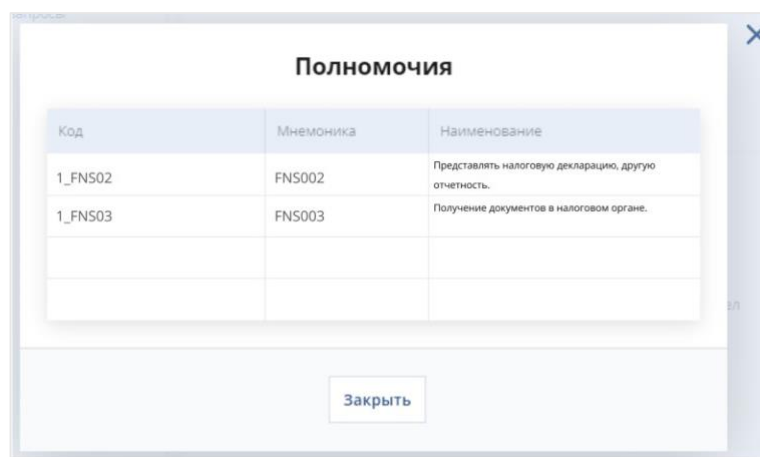 Полномочия
Код Мнемоника Наименование
1_FNS02 FNS002 Представлять налоговую декларацию, другую
отчетность.
1_FNS03 FNS003 Получение документов в налоговом органе.
Закрыть